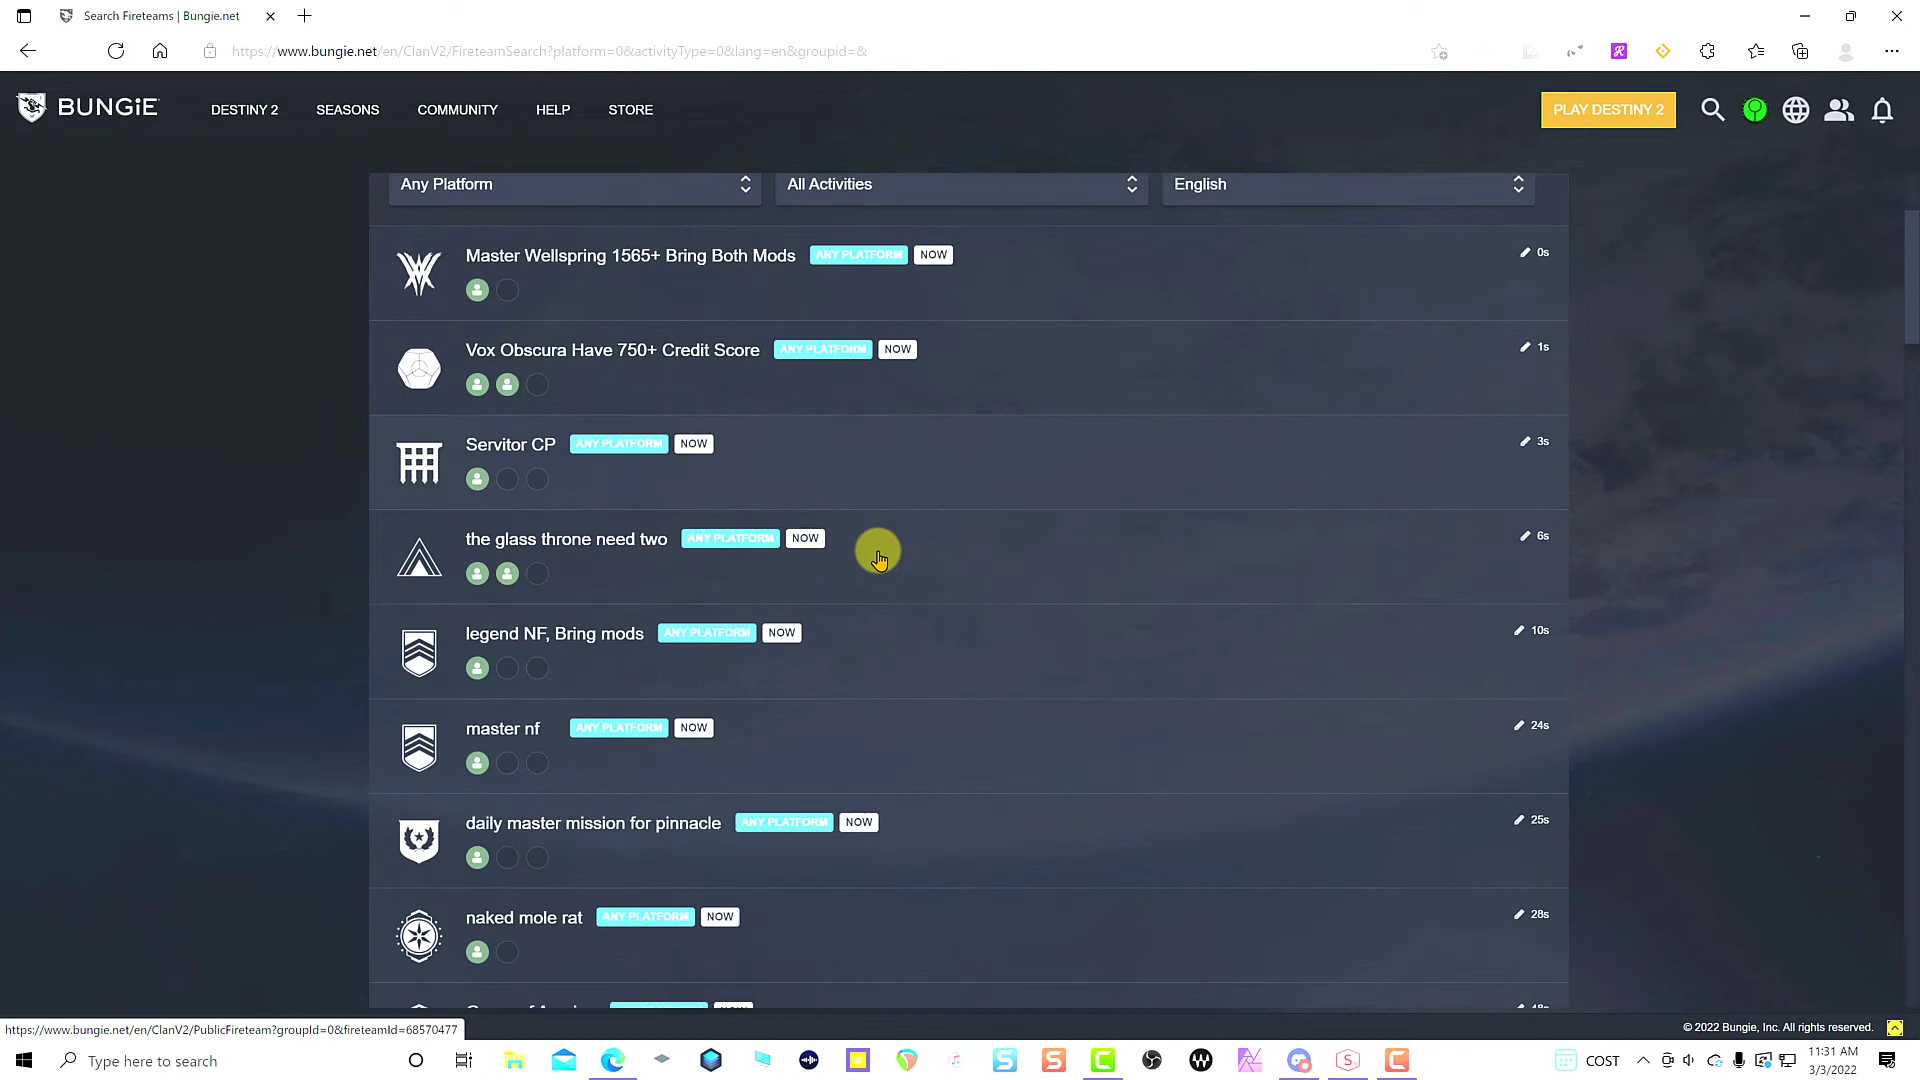 Search Fireteams | Bungie.net
https://www.bungie.net/en/ClanV2/FireteamSearch?platform=0&activityType=0&lang=en&groupid=&
BUNGiE
DESTINY 2
SEASONS
COMMUNITY
HELP
STORE
PLAY DESTINY 2
Any Platform
All Activities
English
Master Wellspring 1565+ Bring Both Mods ANY PLATFORM NOW 0s
Vox Obscura Have 750+ Credit Score ANY PLATFORM NOW 1s
Servitor CP ANY PLATFORM NOW 3s
the glass throne need two ANY PLATFORM NOW 6s
legend NF, Bring mods ANY PLATFORM NOW 10s
master nf ANY PLATFORM NOW 24s
daily master mission for pinnacle ANY PLATFORM NOW 25s
naked mole rat ANY PLATFORM NOW 28s
https://www.bungie.net/en/ClanV2/PublicFireteam?groupId=0&fireteamId=68570477
© 2022 Bungie, Inc. All rights reserved.
Type here to search
COST
11:31 AM
3/3/2022